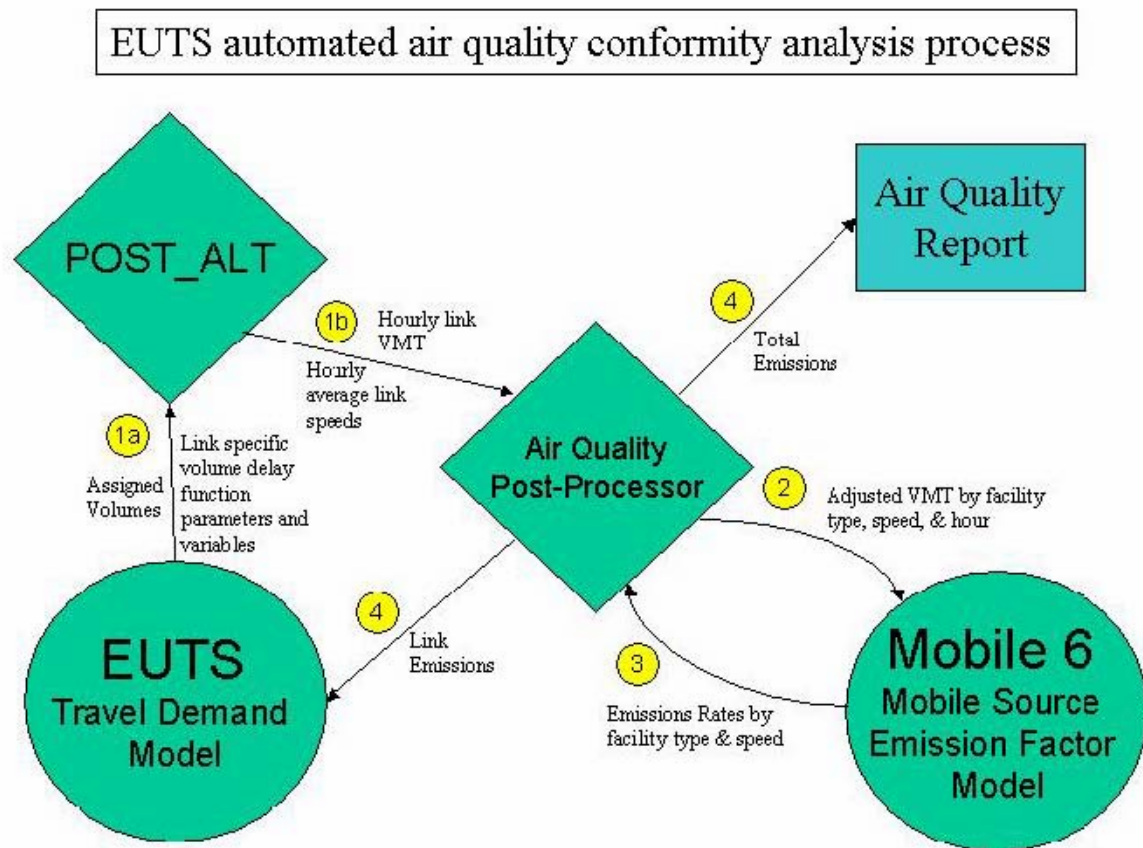 EUTS automated air quality conformity analysis process
POST_ALT
Air Quality
Report
1b
Hourly link
VMT
Hourly
average link
speeds
4
Total
Emissions
1a
Assigned
Volumes
Link specific
volume delay
function
parameters and
variables
Air Quality
Post-Processor
2
Adjusted VMT by facility
type, speed, & hour
4
Link
Emissions
3
Emissions Rates by
facility type & speed
EUTS
Travel Demand
Model
Mobile 6
Mobile Source
Emission Factor
Model